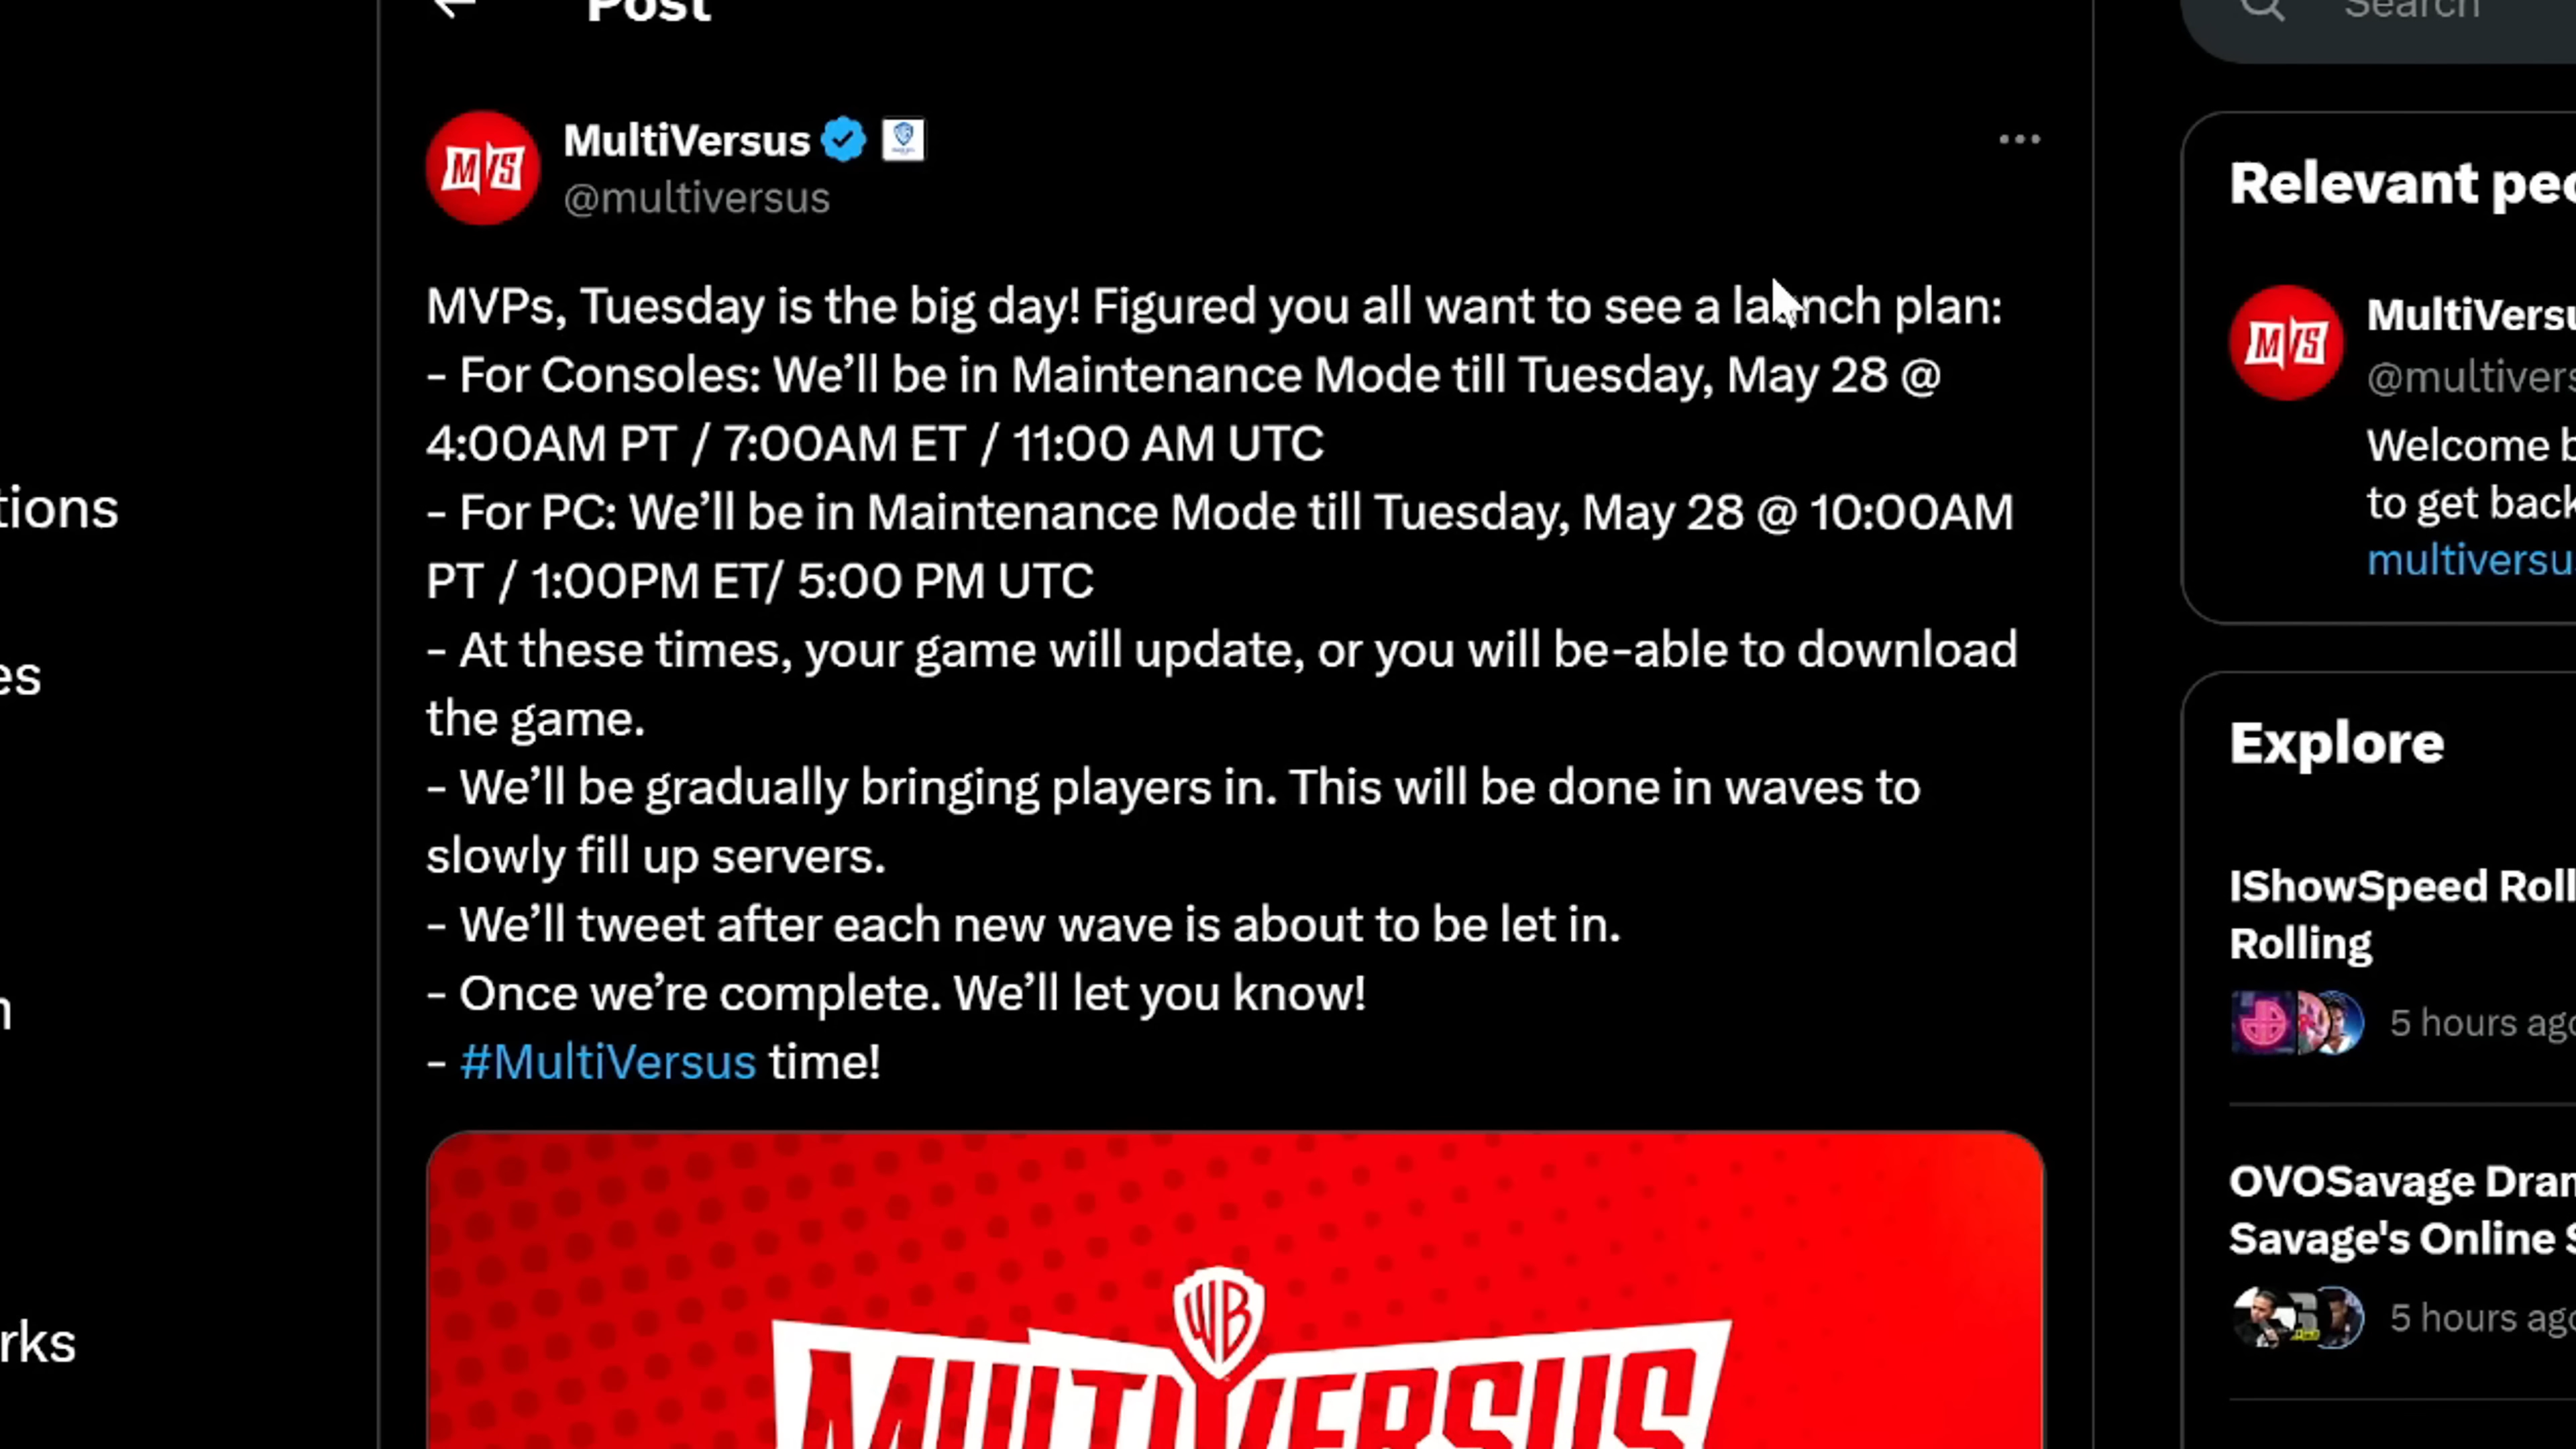 Post
Search
MultiVersus
@multiversus
MVPs, Tuesday is the big day! Figured you all want to see a launch plan:
- For Consoles: We’ll be in Maintenance Mode till Tuesday, May 28 @
4:00AM PT / 7:00AM ET / 11:00 AM UTC
- For PC: We’ll be in Maintenance Mode till Tuesday, May 28 @ 10:00AM
PT / 1:00PM ET/ 5:00 PM UTC
- At these times, your game will update, or you will be-able to download
the game.
- We’ll be gradually bringing players in. This will be done in waves to
slowly fill up servers.
- We’ll tweet after each new wave is about to be let in.
- Once we’re complete. We’ll let you know!
- #MultiVersus time!
WB
MULTIVERSUS
tions
es
rks
Relevant peo
M/S
MultiVersu
@multivers
Welcome b
to get back
multiversu
Explore
IShowSpeed Roll
Rolling
5 hours ago
OVOSavage Dram
Savage's Online S
5 hours ago